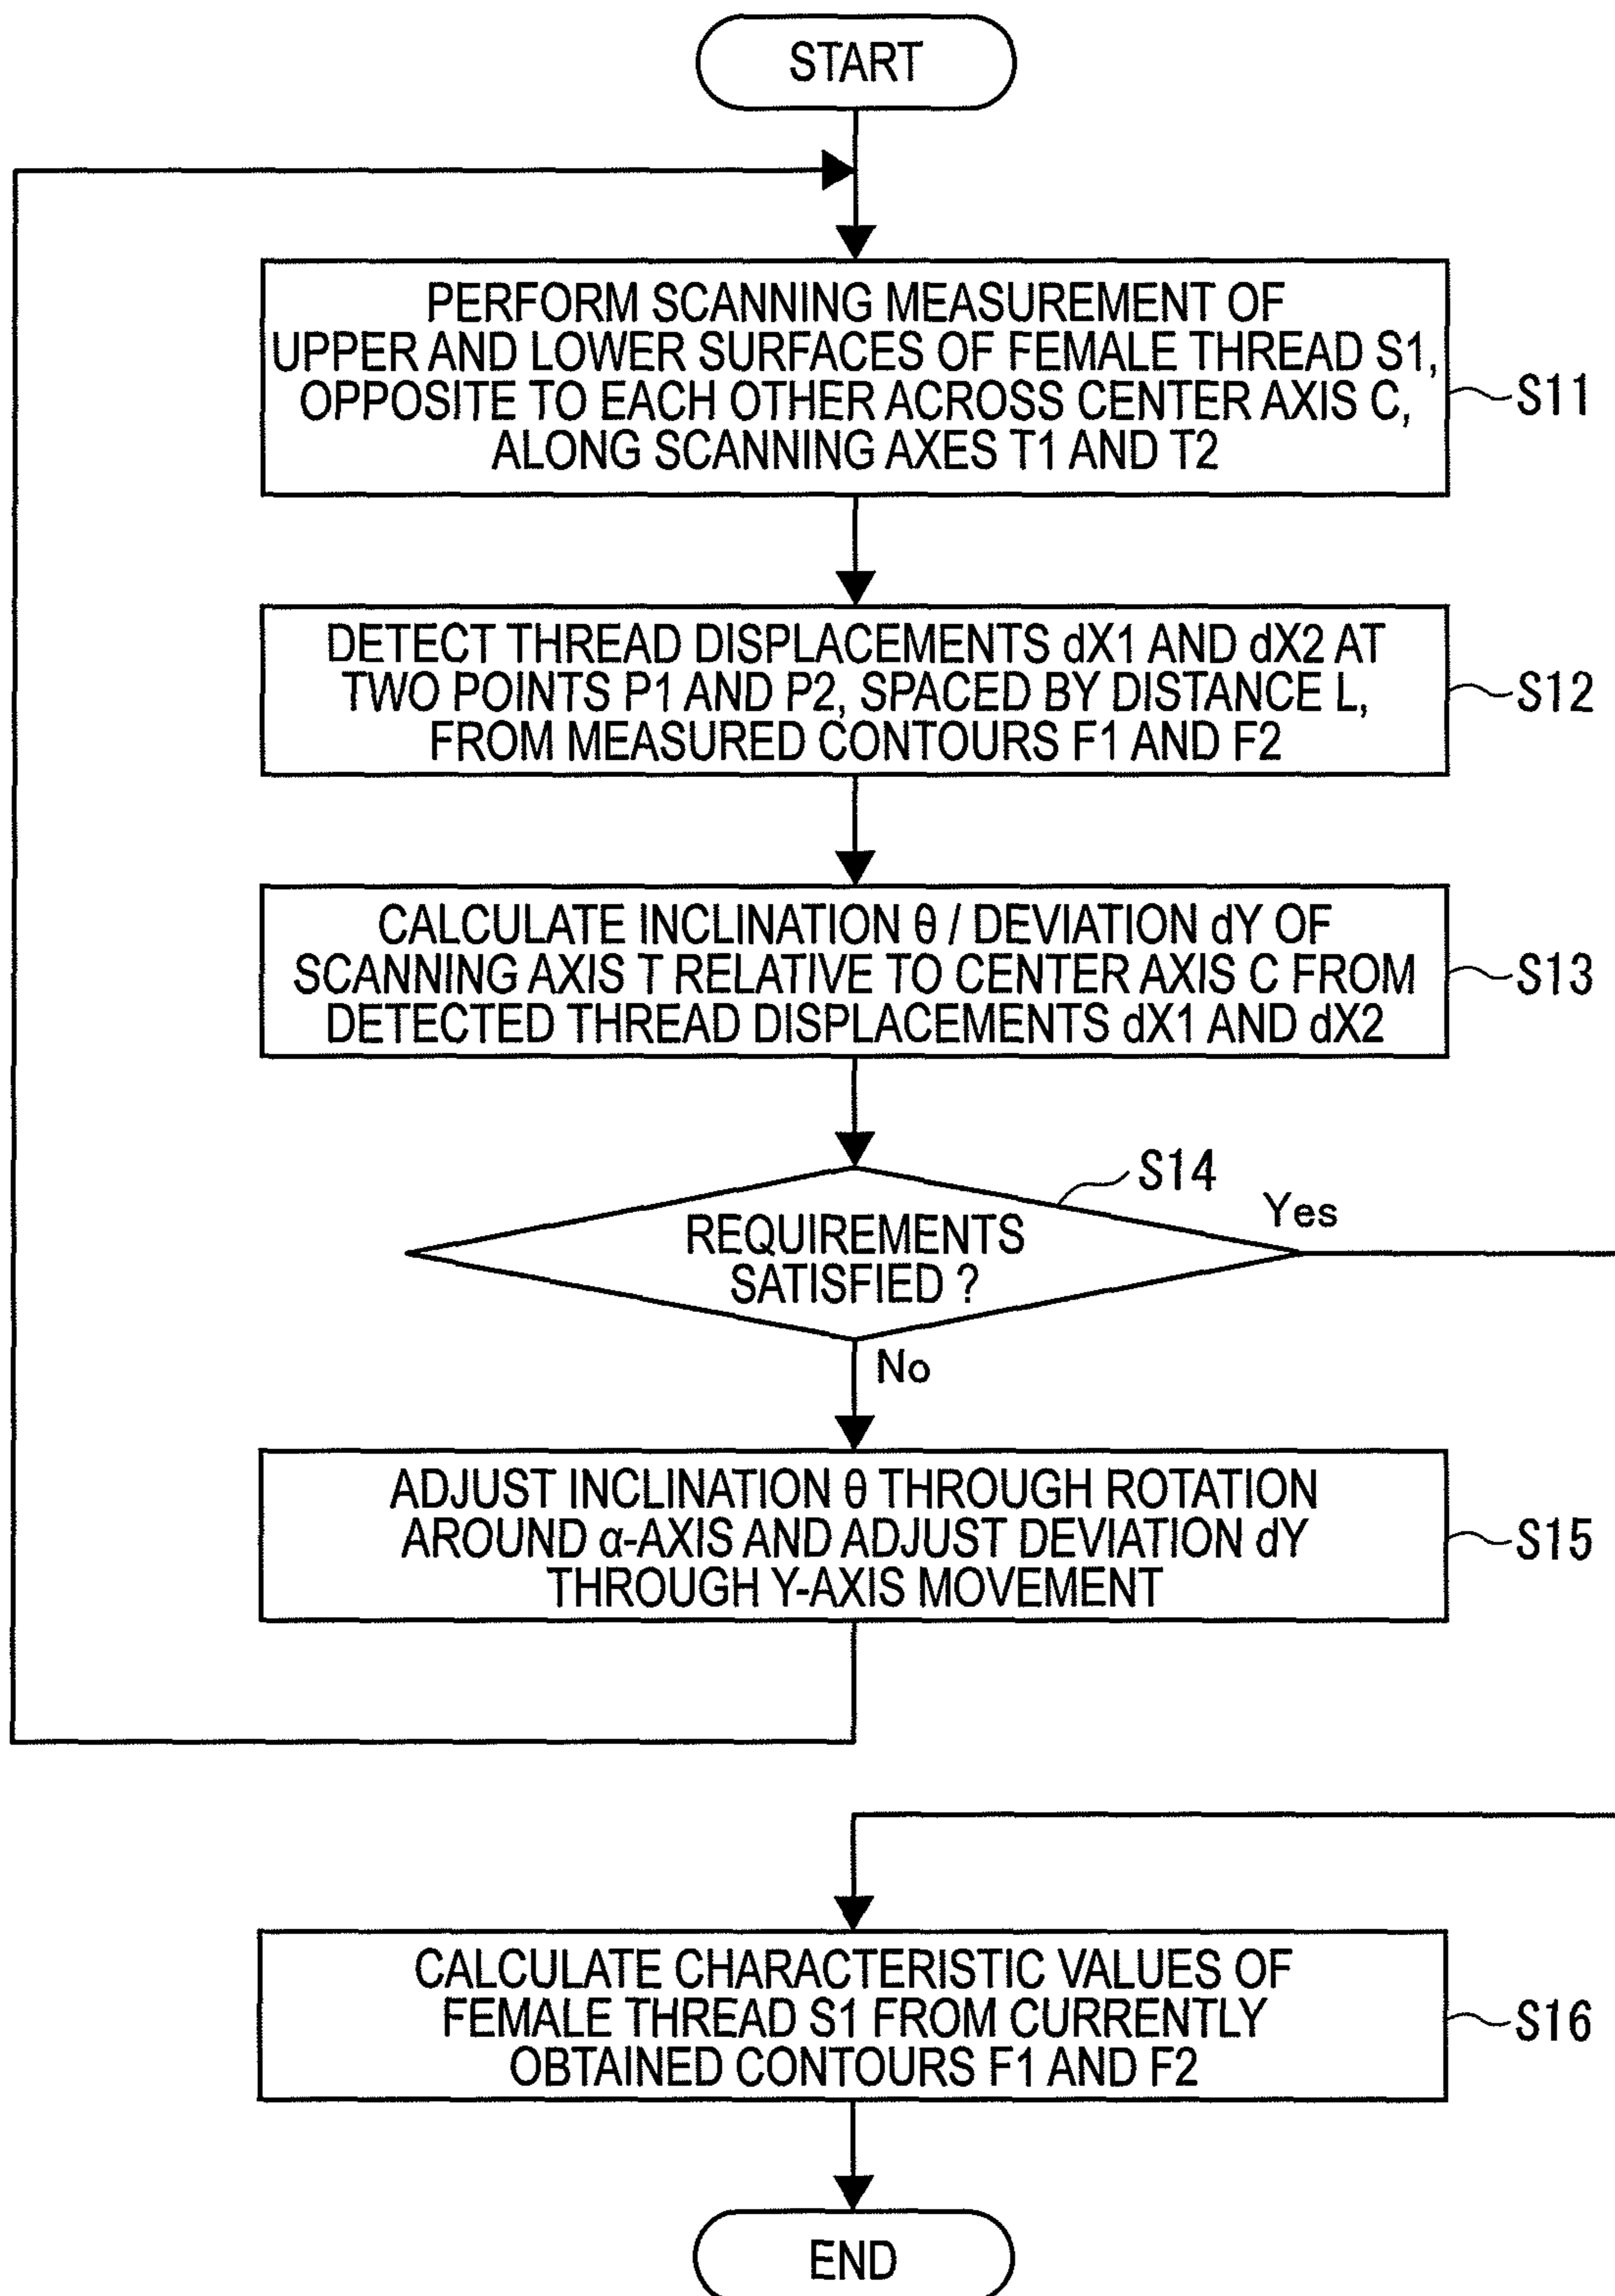 START
PERFORM SCANNING MEASUREMENT OF
UPPER AND LOWER SURFACES OF FEMALE THREAD S1,
OPPOSITE TO EACH OTHER ACROSS CENTER AXIS C,
ALONG SCANNING AXES T1 AND T2
S11
DETECT THREAD DISPLACEMENTS dX1 AND dX2 AT
TWO POINTS P1 AND P2, SPACED BY DISTANCE L,
FROM MEASURED CONTOURS F1 AND F2
S12
CALCULATE INCLINATION θ / DEVIATION dY OF
SCANNING AXIS T RELATIVE TO CENTER AXIS C FROM
DETECTED THREAD DISPLACEMENTS dX1 AND dX2
S13
S14
REQUIREMENTS
SATISFIED ?
Yes
No
ADJUST INCLINATION θ THROUGH ROTATION
AROUND α-AXIS AND ADJUST DEVIATION dY
THROUGH Y-AXIS MOVEMENT
S15
CALCULATE CHARACTERISTIC VALUES OF
FEMALE THREAD S1 FROM CURRENTLY
OBTAINED CONTOURS F1 AND F2
S16
END